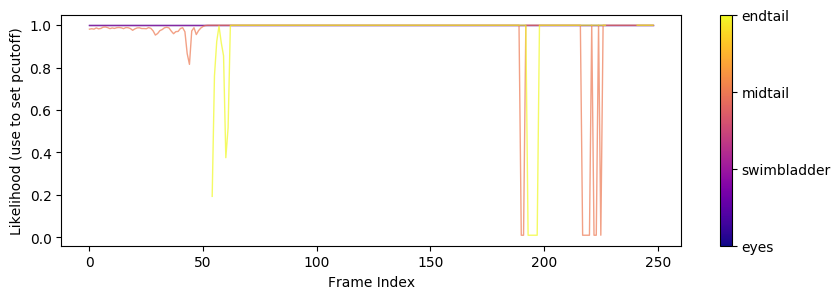 1.0
0.8
0.6
0.4
0.2
0.0
Likelihood (use to set pcutoff)
0
50
100
150
200
250
Frame Index
endtail
midtail
swimbladder
eyes